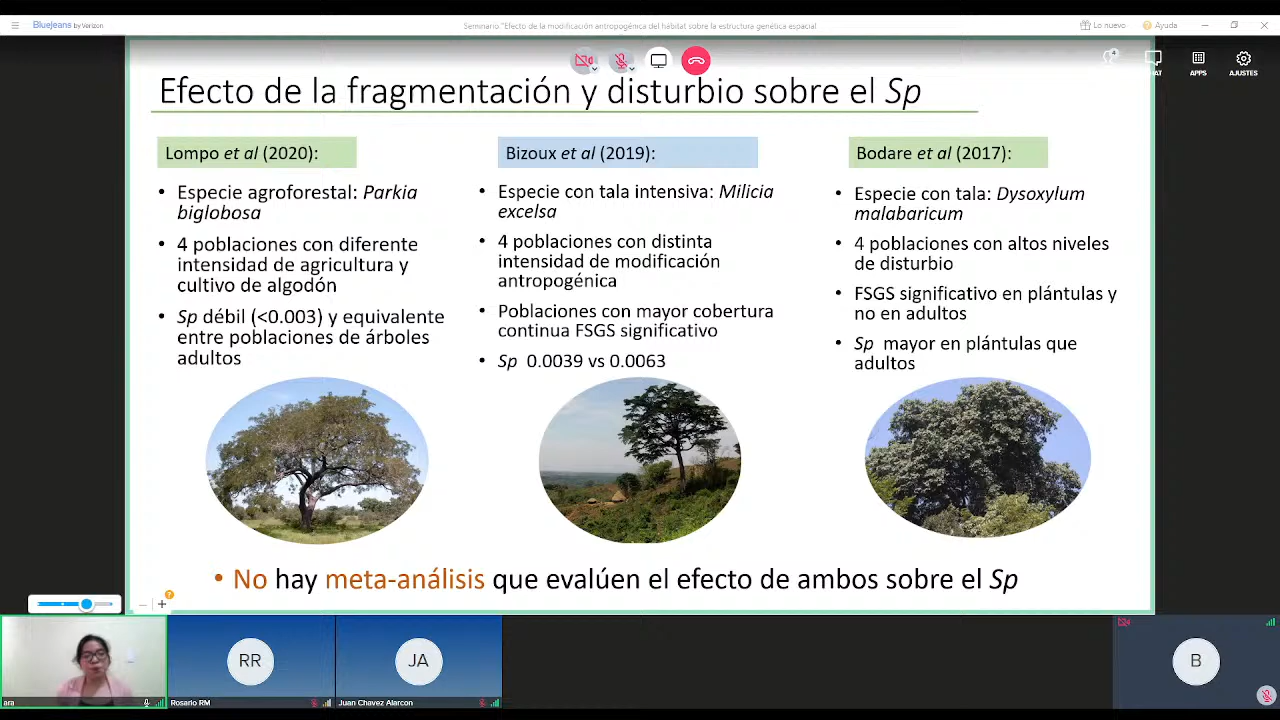 BlueJeans by Verizon
Seminario "Efecto de la modificación antropogénica del hábitat sobre la estructura genética espacial
Lo nuevo
Ayuda
4
APPS
AJUSTES
Efecto de la fragmentación y disturbio sobre el Sp
Lompo et al (2020):
• Especie agroforestal: Parkia
biglobosa
• 4 poblaciones con diferente
intensidad de agricultura y
cultivo de algodón
• Sp débil (<0.003) y equivalente
entre poblaciones de árboles
adultos
Bizoux et al (2019):
• Especie con tala intensiva: Milicia
excelsa
• 4 poblaciones con distinta
intensidad de modificación
antropogénica
• Poblaciones con mayor cobertura
continua FSGS significativo
• Sp 0.0039 vs 0.0063
Bodare et al (2017):
• Especie con tala: Dysoxylum
malabaricum
• 4 poblaciones con altos niveles
de disturbio
• FSGS significativo en plántulas y
no en adultos
• Sp mayor en plántulas que
adultos
• No hay meta-análisis que evalúen el efecto de ambos sobre el Sp
ara
RR
Rosario RM
JA
Juan Chavez Alarcon
B